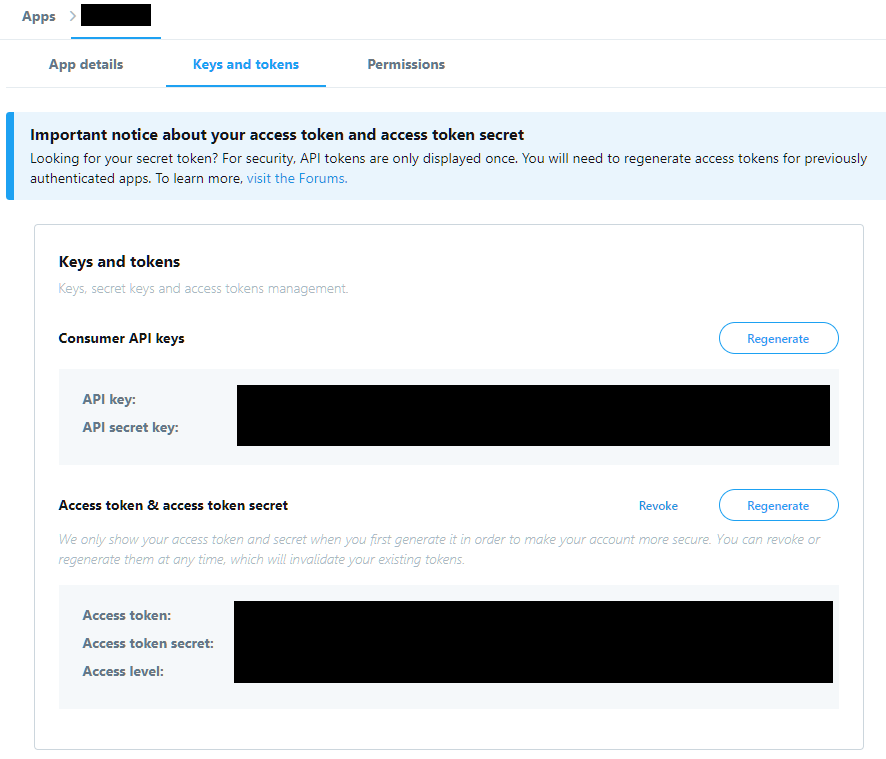 Apps
App details Keys and tokens Permissions
Important notice about your access token and access token secret
Looking for your secret token? For security, API tokens are only displayed once. You will need to regenerate access tokens for previously
authenticated apps. To learn more, visit the Forums.
Keys and tokens
Keys, secret keys and access tokens management.
Consumer API keys Regenerate
API key:
API secret key:
Access token & access token secret Revoke Regenerate
We only show your access token and secret when you first generate it in order to make your account more secure. You can revoke or
regenerate them at any time, which will invalidate your existing tokens.
Access token:
Access token secret:
Access level: